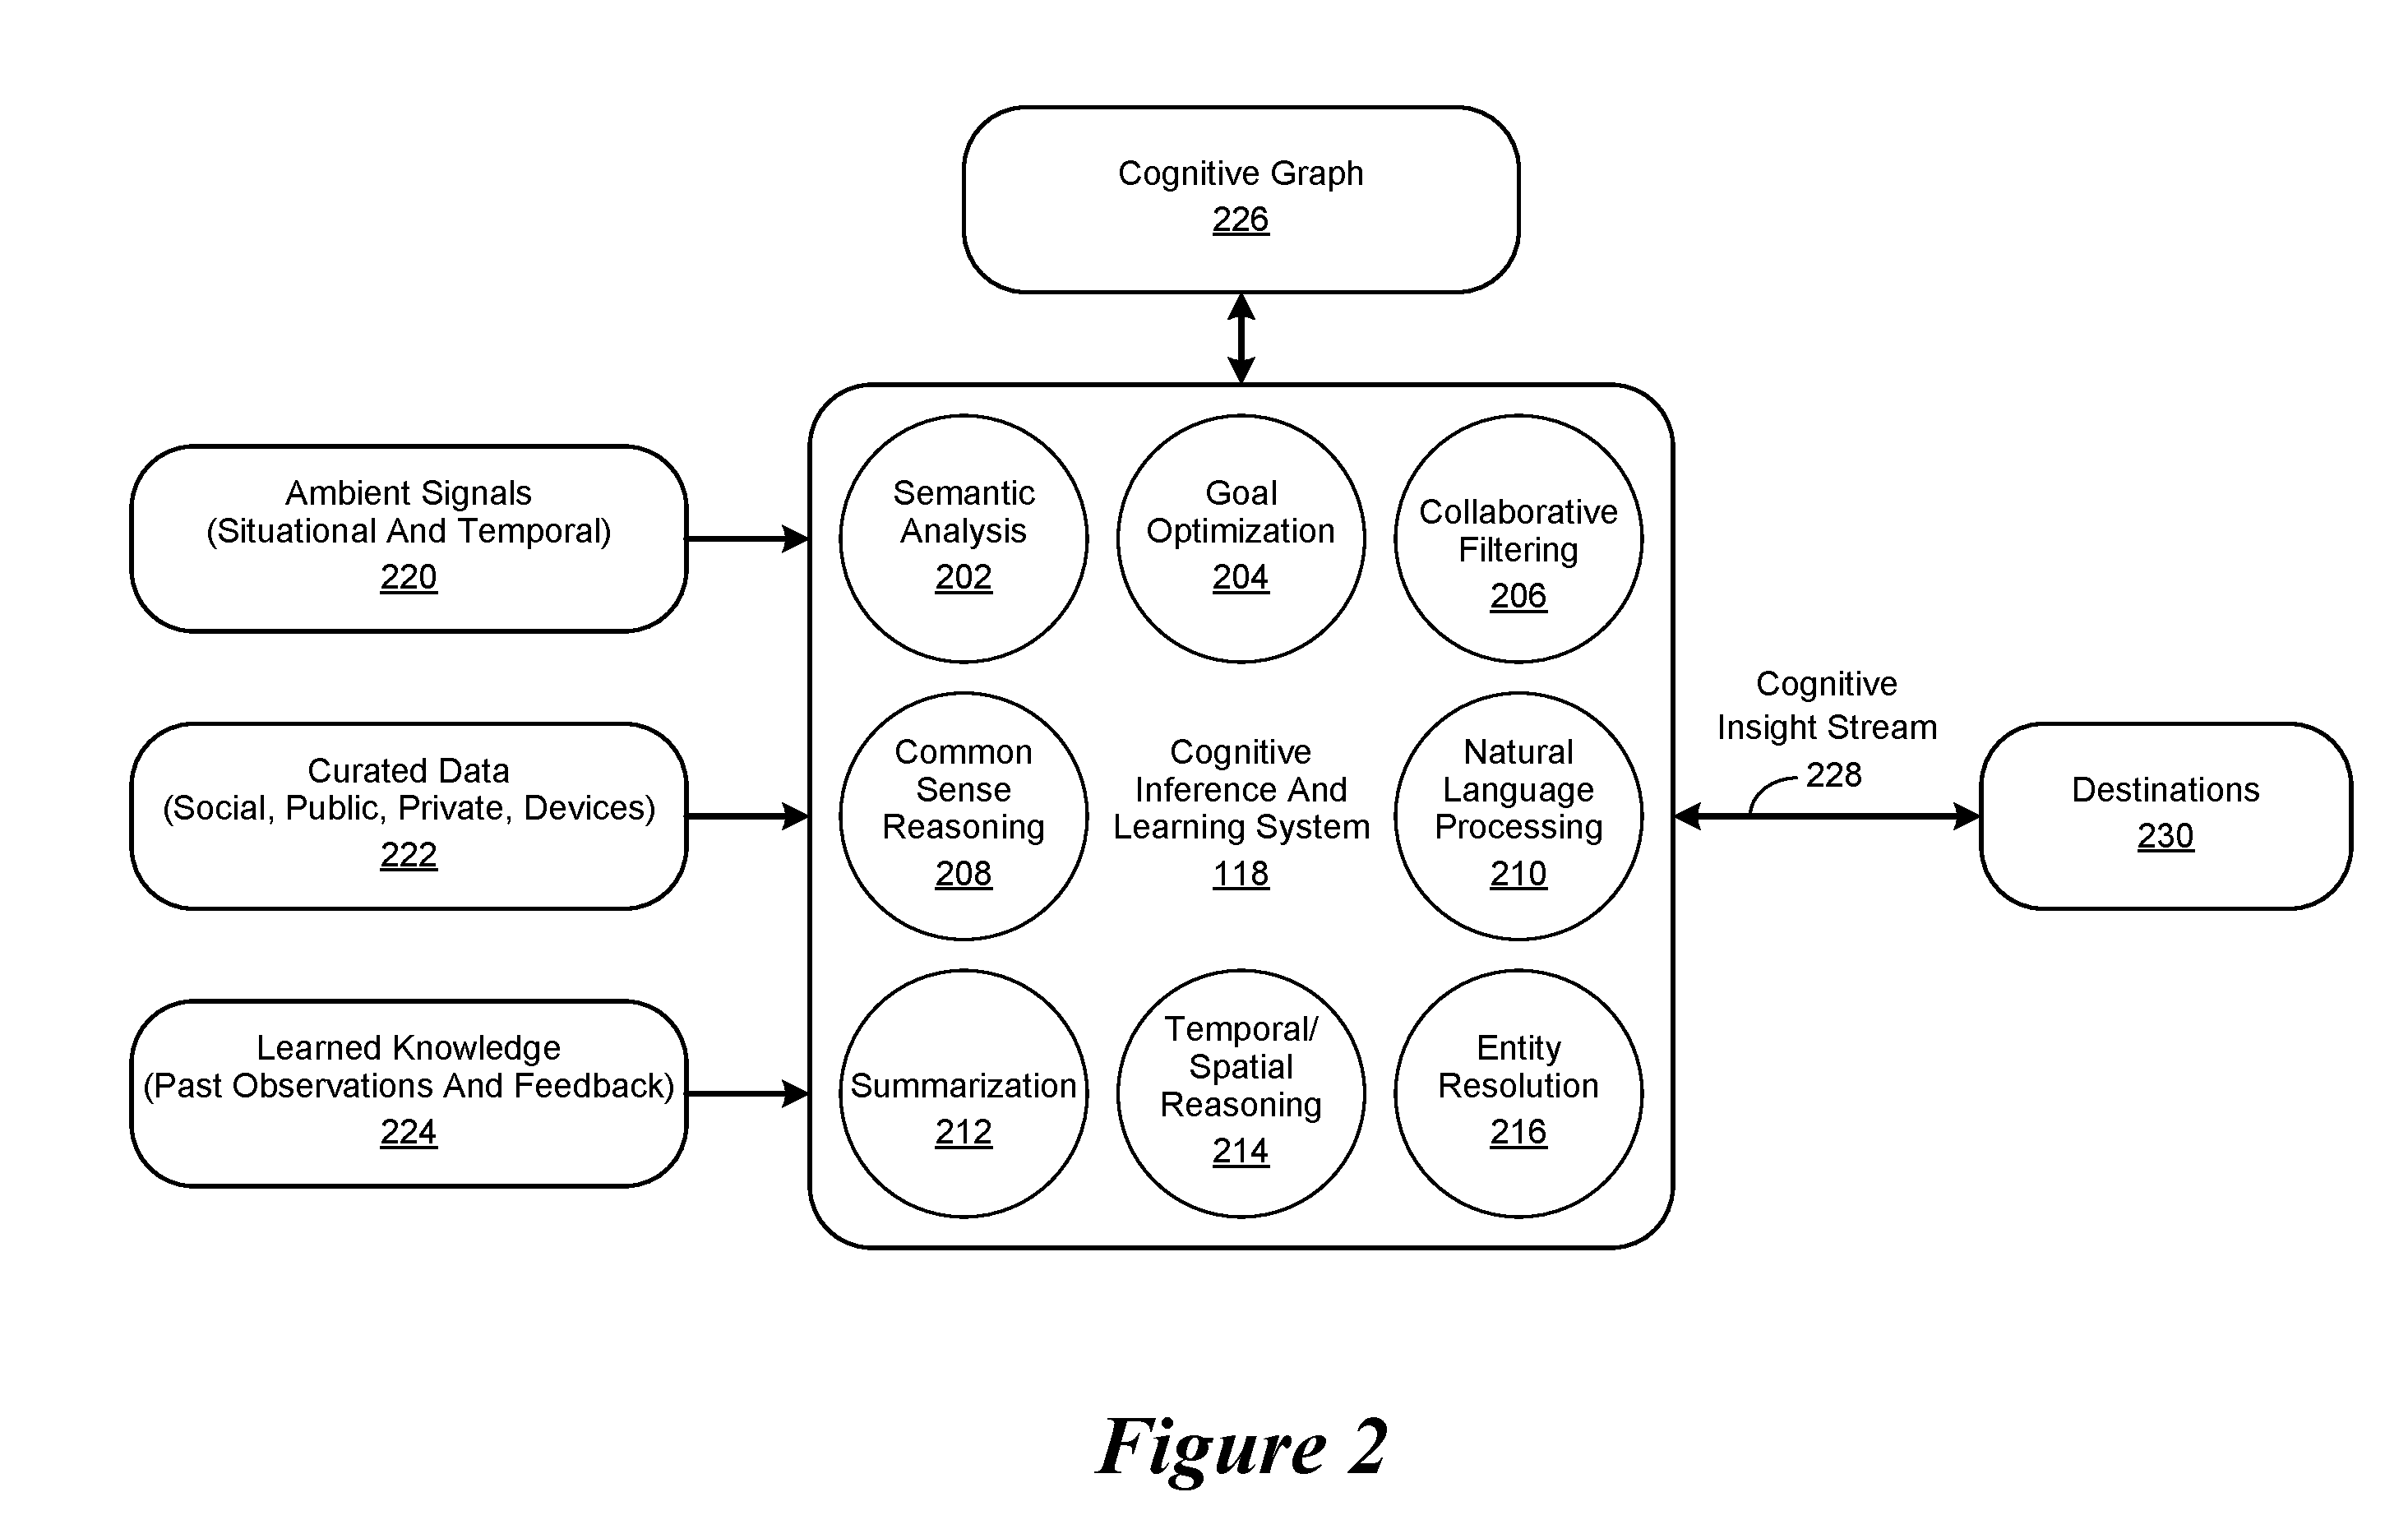 Cognitive Graph
226
Ambient Signals
(Situational And Temporal)
220
Curated Data
(Social, Public, Private, Devices)
222
Learned Knowledge
(Past Observations And Feedback)
224
Semantic
Analysis
202
Goal
Optimization
204
Collaborative
Filtering
206
Common
Sense
Reasoning
208
Cognitive
Inference And
Learning System
118
Natural
Language
Processing
210
Summarization
212
Temporal/
Spatial
Reasoning
214
Entity
Resolution
216
Cognitive
Insight Stream
228
Destinations
230
Figure 2